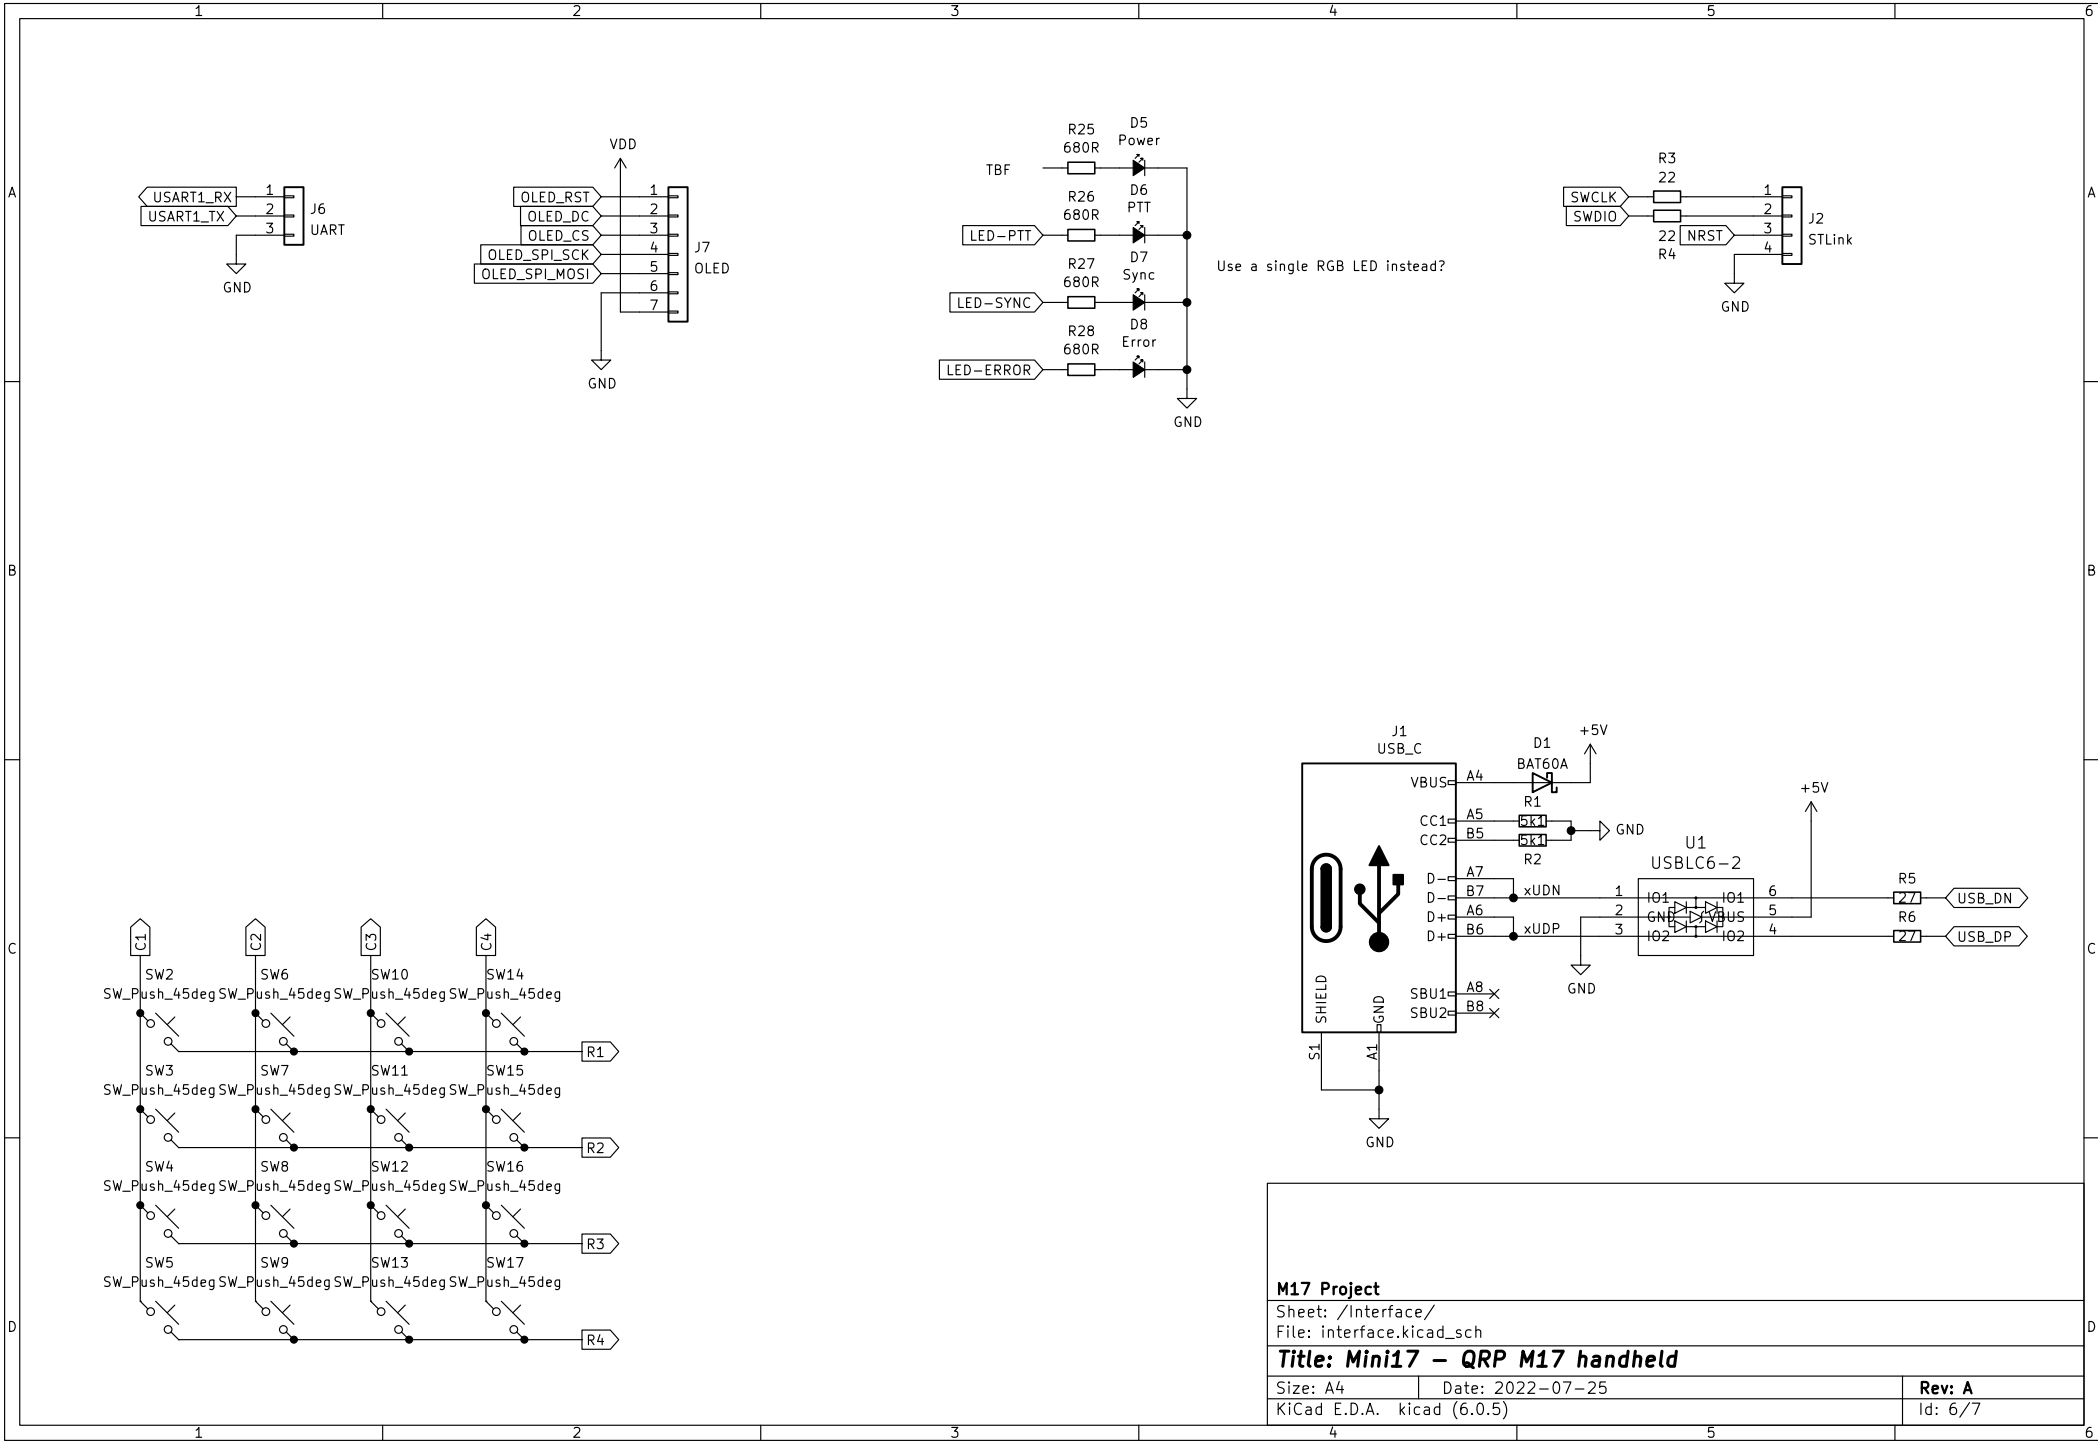 1 2 3 4 5 6
A
B
C
D
USART1_RX
USART1_TX
1
2
3
J6
UART
GND
VDD
OLED_RST
OLED_DC
OLED_CS
OLED_SPI_SCK
OLED_SPI_MOSI
1
2
3
4
5
6
7
J7
OLED
GND
R25
680R
D5
Power
TBF
R26
680R
D6
PTT
LED-PTT
R27
680R
D7
Sync
LED-SYNC
R28
680R
D8
Error
LED-ERROR
GND
Use a single RGB LED instead?
R3
22
SWCLK
SWDIO
22
R4
NRST
1
2
3
4
J2
STLink
GND
J1
USB_C
VBUS A4
CC1 A5
CC2 B5
D- A7
D- B7
D+ A6
D+ B6
SBU1 A8
SBU2 B8
SHIELD
GND
S1
A1
GND
D1
BAT60A
+5V
R1
5k1
5k1
R2
GND
xUDN
xUDP
U1
USBLC6-2
1 IO1 IO1 6
2 GND VBUS 5
3 IO2 IO2 4
GND
+5V
R5
27
USB_DN
R6
27
USB_DP
C1 C2 C3 C4
SW2 SW6 SW10 SW14
SW_Push_45deg SW_Push_45deg SW_Push_45deg SW_Push_45deg
R1
SW3 SW7 SW11 SW15
SW_Push_45deg SW_Push_45deg SW_Push_45deg SW_Push_45deg
R2
SW4 SW8 SW12 SW16
SW_Push_45deg SW_Push_45deg SW_Push_45deg SW_Push_45deg
R3
SW5 SW9 SW13 SW17
SW_Push_45deg SW_Push_45deg SW_Push_45deg SW_Push_45deg
R4
M17 Project
Sheet: /Interface/
File: interface.kicad_sch
Title: Mini17 – QRP M17 handheld
Size: A4 Date: 2022-07-25 Rev: A
KiCad E.D.A. kicad (6.0.5) Id: 6/7
A
B
C
D
1 2 3 4 5 6